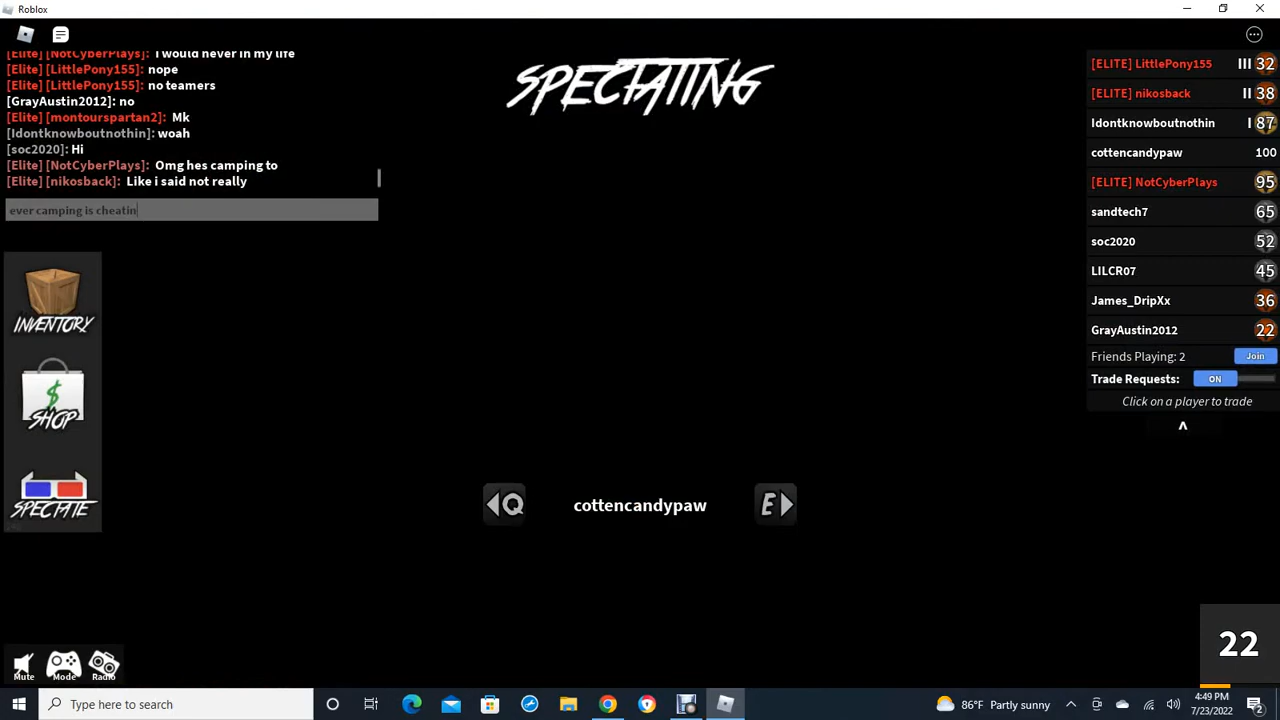 Roblox
[Elite] [NotCyberPlays]: I would never in my life
[Elite] [LittlePony155]: nope
[Elite] [LittlePony155]: no teamers
[GrayAustin2012]: no
[Elite] [montourspartan2]: Mk
[Idontknowboutnothin]: woah
[soc2020]: Hi
[Elite] [NotCyberPlays]: Omg hes camping to
[Elite] [nikosback]: Like i said not really
ever camping is cheatin
SPECTATING
[ELITE] LittlePony155 III 32
[ELITE] nikosback II 38
Idontknowboutnothin I 87
cottencandypaw 100
[ELITE] NotCyberPlays 95
sandtech7 65
soc2020 52
LILCR07 45
James_DripXx 36
GrayAustin2012 22
Friends Playing: 2 Join
Trade Requests: ON
Click on a player to trade
INVENTORY
$
SHOP
SPECTATE
Q cottencandypaw E
Mute Mode Radio
22
Type here to search
86°F Partly sunny
4:49 PM
7/23/2022
2